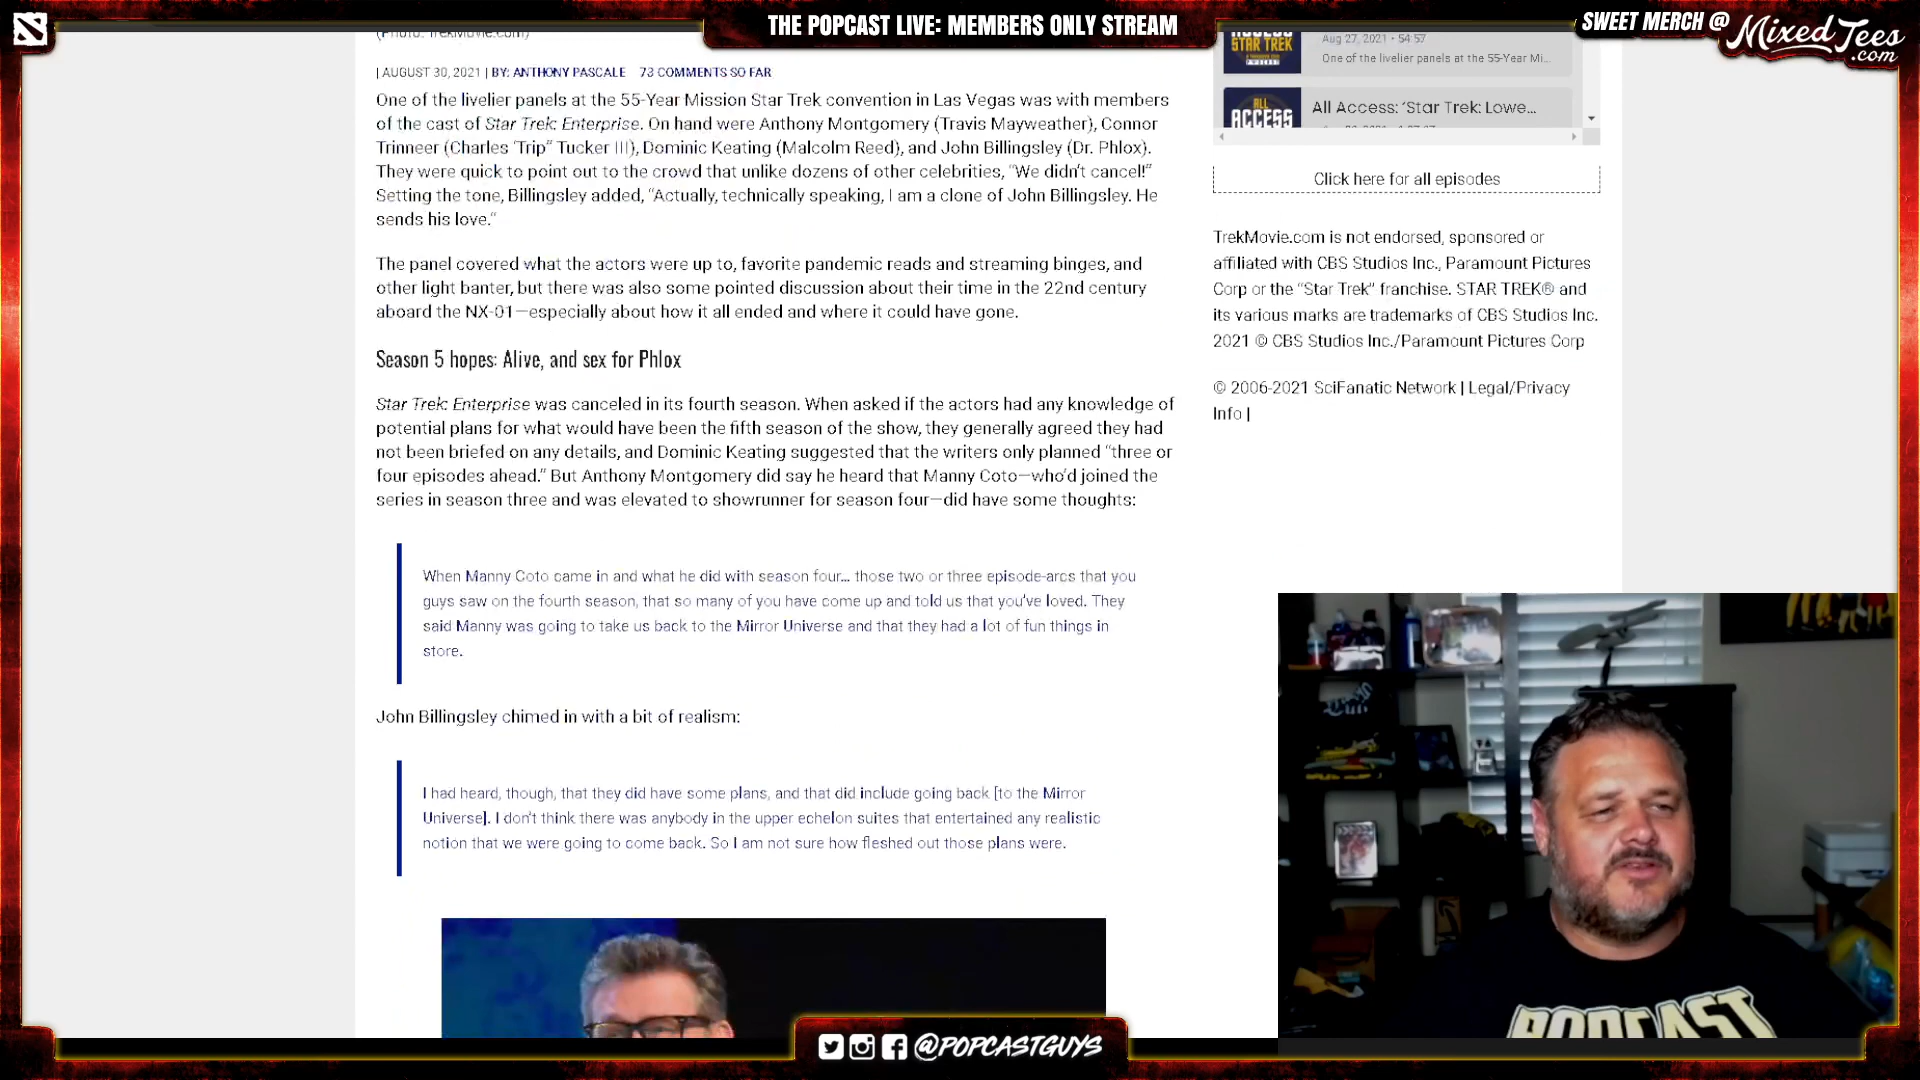 THE POPCAST LIVE: MEMBERS ONLY STREAM
SWEET MERCH @
MixedTees
.com
(Photo: TrekMovie.com)
| AUGUST 30, 2021 | BY: ANTHONY PASCALE 73 COMMENTS SO FAR
One of the livelier panels at the 55-Year Mission Star Trek convention in Las Vegas was with members
of the cast of Star Trek: Enterprise. On hand were Anthony Montgomery (Travis Mayweather), Connor
Trinneer (Charles “Trip” Tucker III), Dominic Keating (Malcolm Reed), and John Billingsley (Dr. Phlox).
They were quick to point out to the crowd that unlike dozens of other celebrities, “We didn’t cancel!”
Setting the tone, Billingsley added, “Actually, technically speaking, I am a clone of John Billingsley. He
sends his love.”
The panel covered what the actors were up to, favorite pandemic reads and streaming binges, and
other light banter, but there was also some pointed discussion about their time in the 22nd century
aboard the NX-01—especially about how it all ended and where it could have gone.
Season 5 hopes: Alive, and sex for Phlox
Star Trek: Enterprise was canceled in its fourth season. When asked if the actors had any knowledge of
potential plans for what would have been the fifth season of the show, they generally agreed they had
not been briefed on any details, and Dominic Keating suggested that the writers only planned “three or
four episodes ahead.” But Anthony Montgomery did say he heard that Manny Coto—who’d joined the
series in season three and was elevated to showrunner for season four—did have some thoughts:
When Manny Coto came in and what he did with season four… those two or three episode-arcs that you
guys saw on the fourth season, that so many of you have come up and told us that you’ve loved. They
said Manny was going to take us back to the Mirror Universe and that they had a lot of fun things in
store.
John Billingsley chimed in with a bit of realism:
I had heard, though, that they did have some plans, and that did include going back [to the Mirror
Universe]. I don’t think there was anybody in the upper echelon suites that entertained any realistic
notion that we were going to come back. So I am not sure how fleshed out those plans were.
ACCESS
STAR TREK
Aug 27, 2021 • 54:57
One of the livelier panels at the 55-Year Mi...
ALL
ACCESS
All Access: ‘Star Trek: Lowe...
Click here for all episodes
TrekMovie.com is not endorsed, sponsored or
affiliated with CBS Studios Inc., Paramount Pictures
Corp or the “Star Trek” franchise. STAR TREK® and
its various marks are trademarks of CBS Studios Inc.
2021 © CBS Studios Inc./Paramount Pictures Corp
© 2006-2021 SciFanatic Network | Legal/Privacy
Info |
PODCAST
@POPCASTGUYS